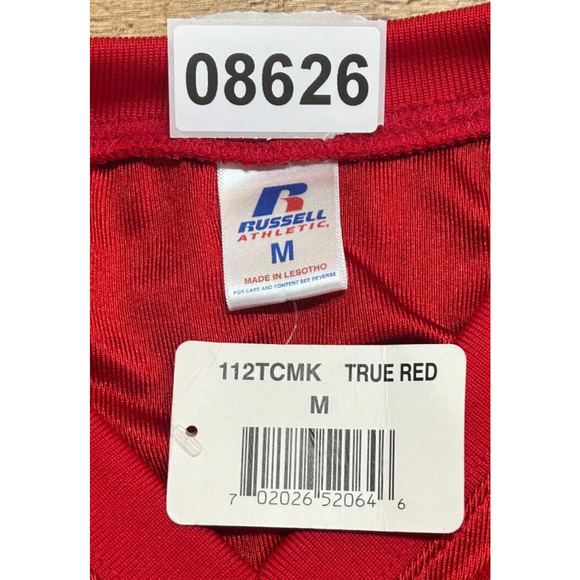 08626
R
RUSSELL
ATHLETIC.
M
MADE IN LESOTHO
FOR CARE AND CONTENT SEE REVERSE
112TCMK TRUE RED
M
7 02026 52064 6